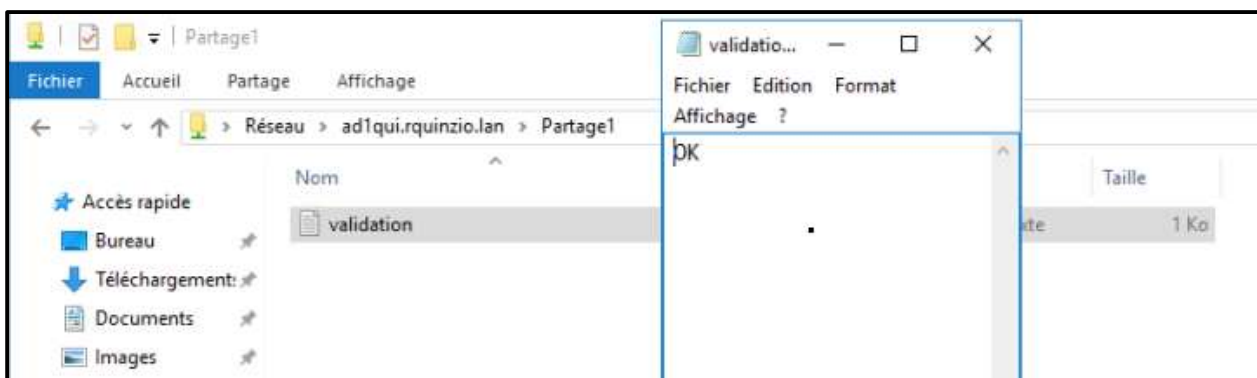 Partage1
Fichier Accueil Partage Affichage
Réseau > ad1qui.rquinzio.lan > Partage1
Nom
Taille
Accès rapide
validation
1 Ko
Bureau
Téléchargement
Documents
Images
validatio...
Fichier Edition Format
Affichage ?
OK